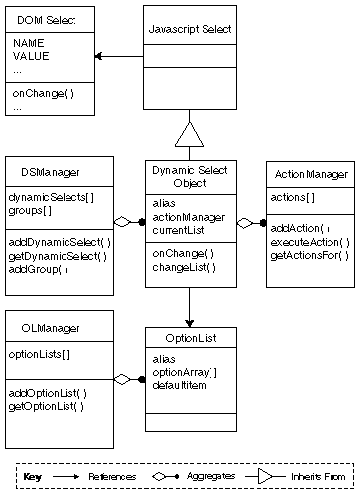 DOM Select
NAME
VALUE
...
onChange()
...
Javascript Select
DSManager
dynamicSelects[]
groups[]
addDynamicSelect()
getDynamicSelect()
addGroup(
Dynamic Select
Object
alias
actionManager
currentList
onChange()
changeList()
ActionManager
actions[]
addAction(
executeAction()
getActionsFor()
OLManager
optionLists[]
addOptionList()
getOptionList()
OptionList
alias
optionArray[]
defaultItem
Key
References
Aggregates
Inherits From